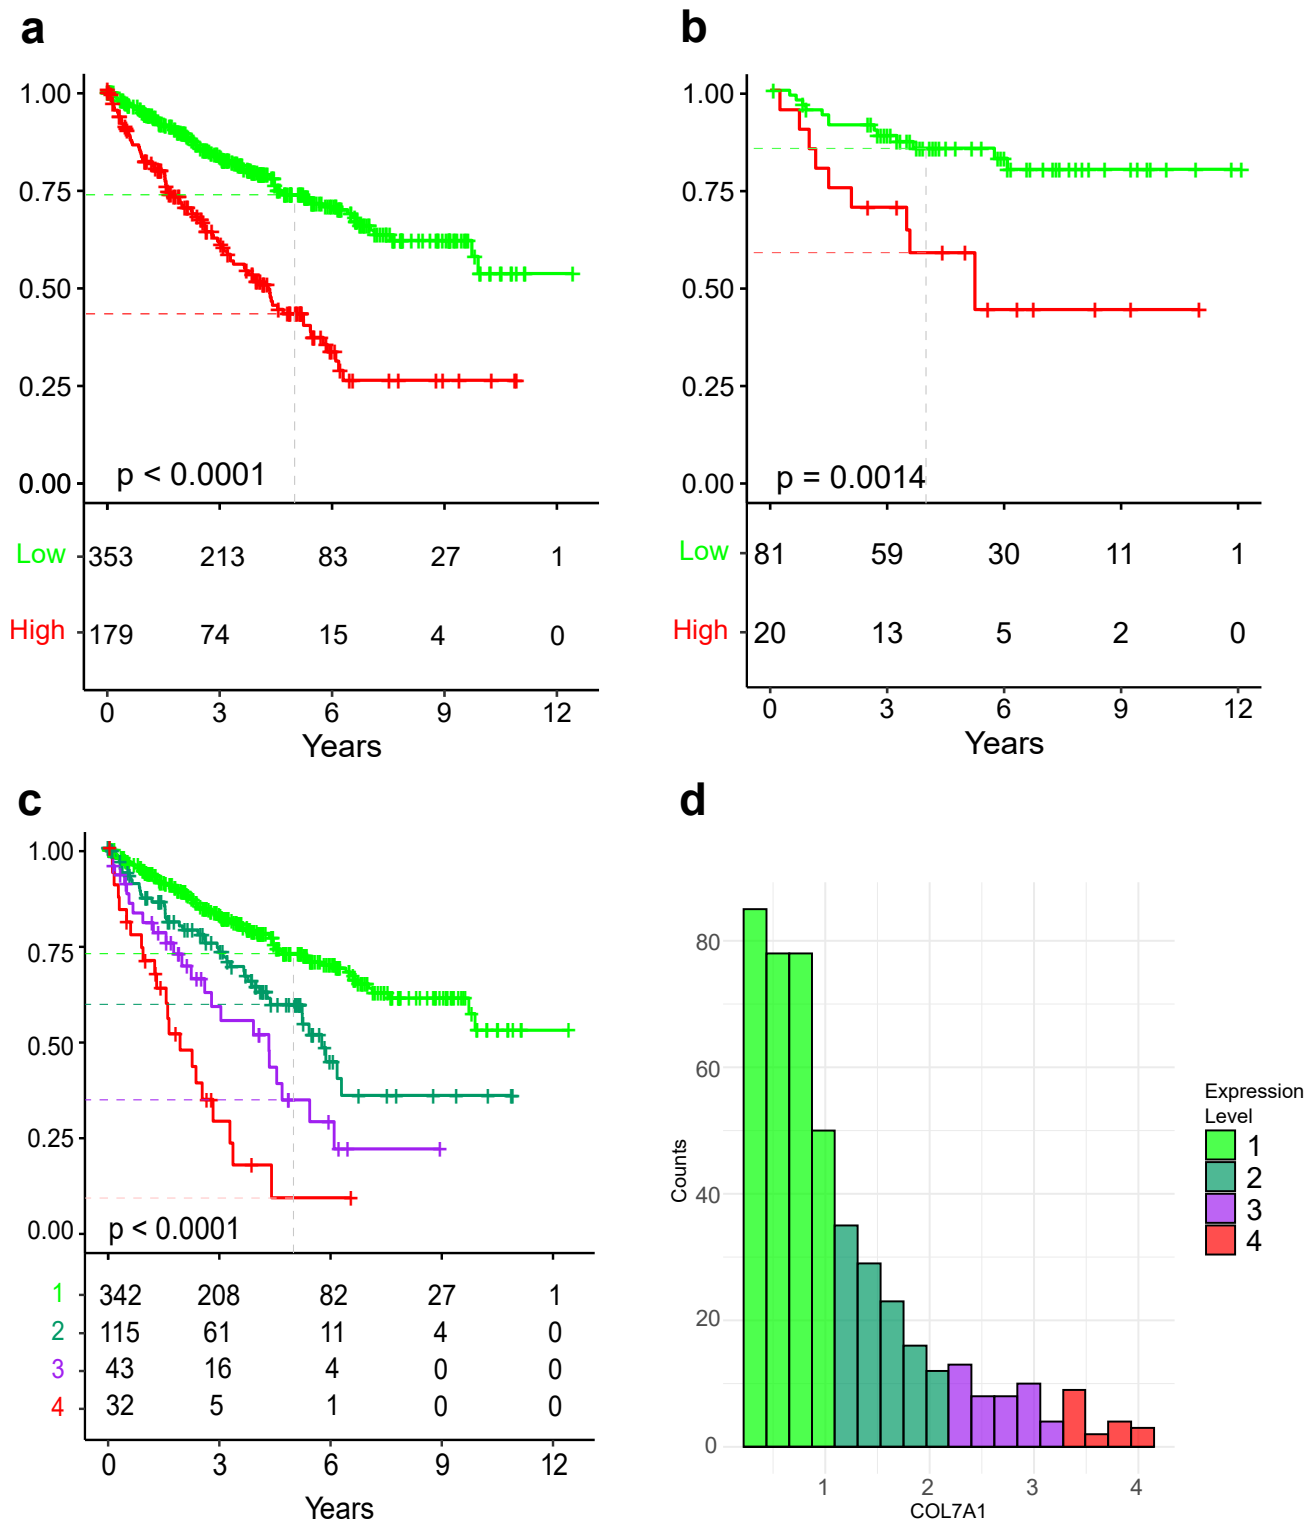 a
1.00
0.75
0.50
0.25
0.00
p < 0.0001
Low 353 213 83 27 1
High 179 74 15 4 0
0 3 6 9 12
Years
b
1.00
0.75
0.50
0.25
0.00
p = 0.0014
Low 81 59 30 11 1
High 20 13 5 2 0
0 3 6 9 12
Years
c
1.00
0.75
0.50
0.25
0.00
p < 0.0001
1 342 208 82 27 1
2 115 61 11 4 0
3 43 16 4 0 0
4 32 5 1 0 0
0 3 6 9 12
Years
d
Counts
80
60
40
20
0
1 2 3 4
COL7A1
Expression
Level
1
2
3
4